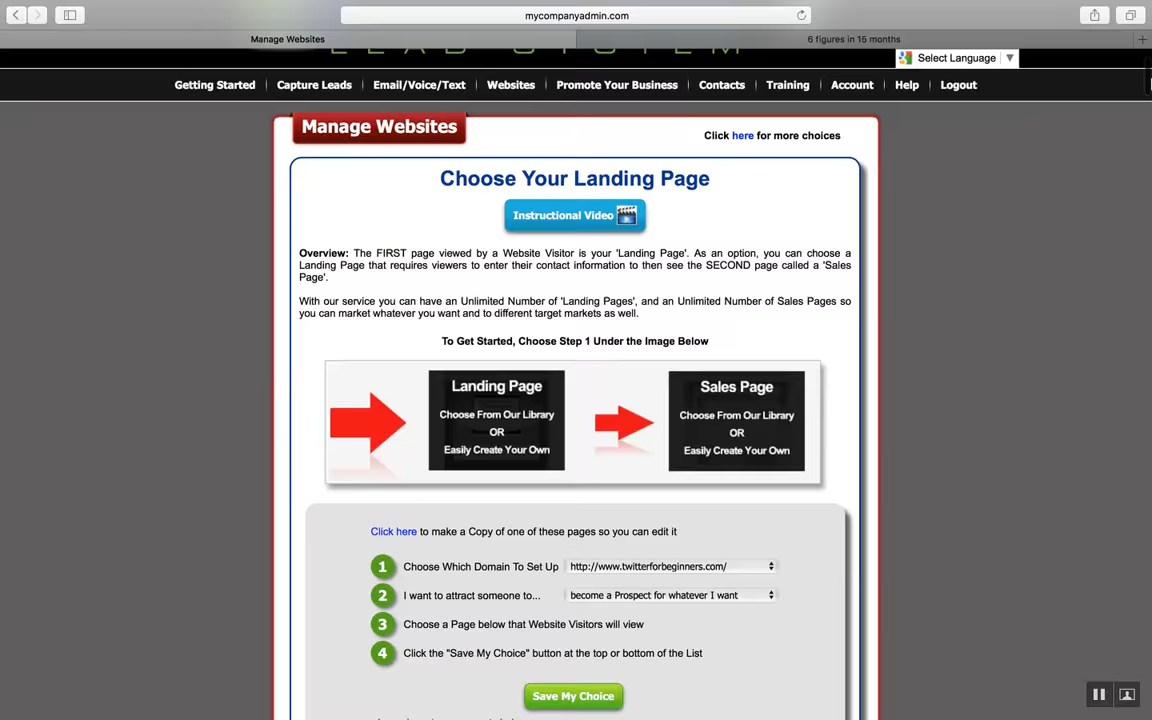 mycompanyadmin.com
Manage Websites
6 figures in 15 months
LEAD SYSTEM
Select Language
Getting Started Capture Leads Email/Voice/Text Websites Promote Your Business Contacts Training Account Help Logout
Manage Websites
Click here for more choices
Choose Your Landing Page
Instructional Video
Overview: The FIRST page viewed by a Website Visitor is your 'Landing Page'. As an option, you can choose a
Landing Page that requires viewers to enter their contact information to then see the SECOND page called a 'Sales
Page'.
With our service you can have an Unlimited Number of 'Landing Pages', and an Unlimited Number of Sales Pages so
you can market whatever you want and to different target markets as well.
To Get Started, Choose Step 1 Under the Image Below
Landing Page
Choose From Our Library
OR
Easily Create Your Own
Sales Page
Choose From Our Library
OR
Easily Create Your Own
Click here to make a Copy of one of these pages so you can edit it
1 Choose Which Domain To Set Up http://www.twitterforbeginners.com/
2 I want to attract someone to... become a Prospect for whatever I want
3 Choose a Page below that Website Visitors will view
4 Click the "Save My Choice" button at the top or bottom of the List
Save My Choice